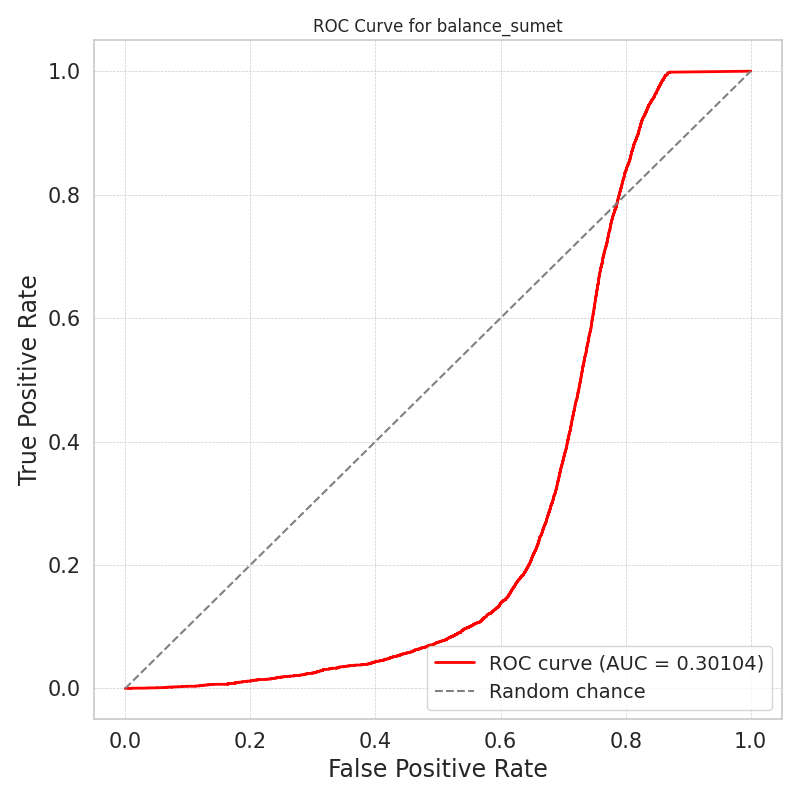 ROC Curve for balance_sumet
True Positive Rate
1.0
0.8
0.6
0.4
0.2
0.0
ROC curve (AUC = 0.30104)
Random chance
0.0 0.2 0.4 0.6 0.8 1.0
False Positive Rate